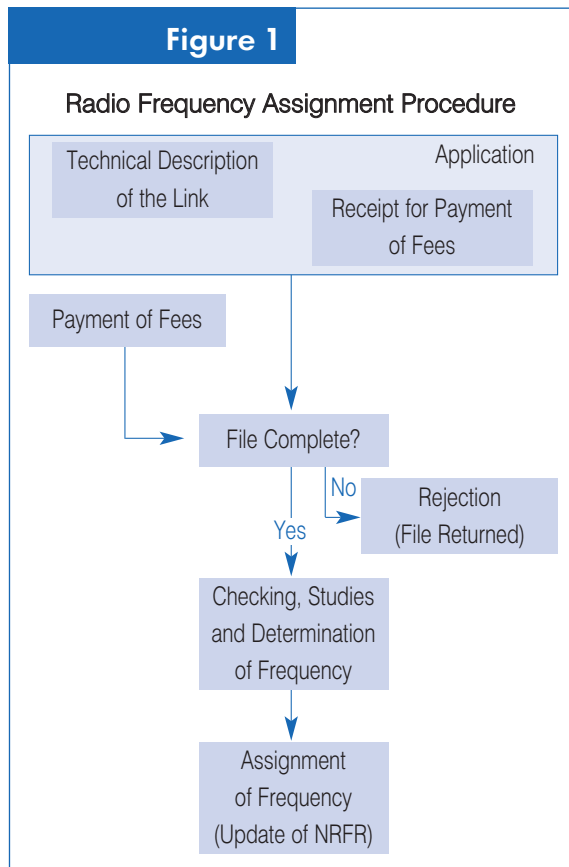 Figure 1
Radio Frequency Assignment Procedure
Application
Technical Description
of the Link
Receipt for Payment
of Fees
Payment of Fees
File Complete?
No
Rejection
(File Returned)
Yes
Checking, Studies
and Determination
of Frequency
Assignment
of Frequency
(Update of NRFR)